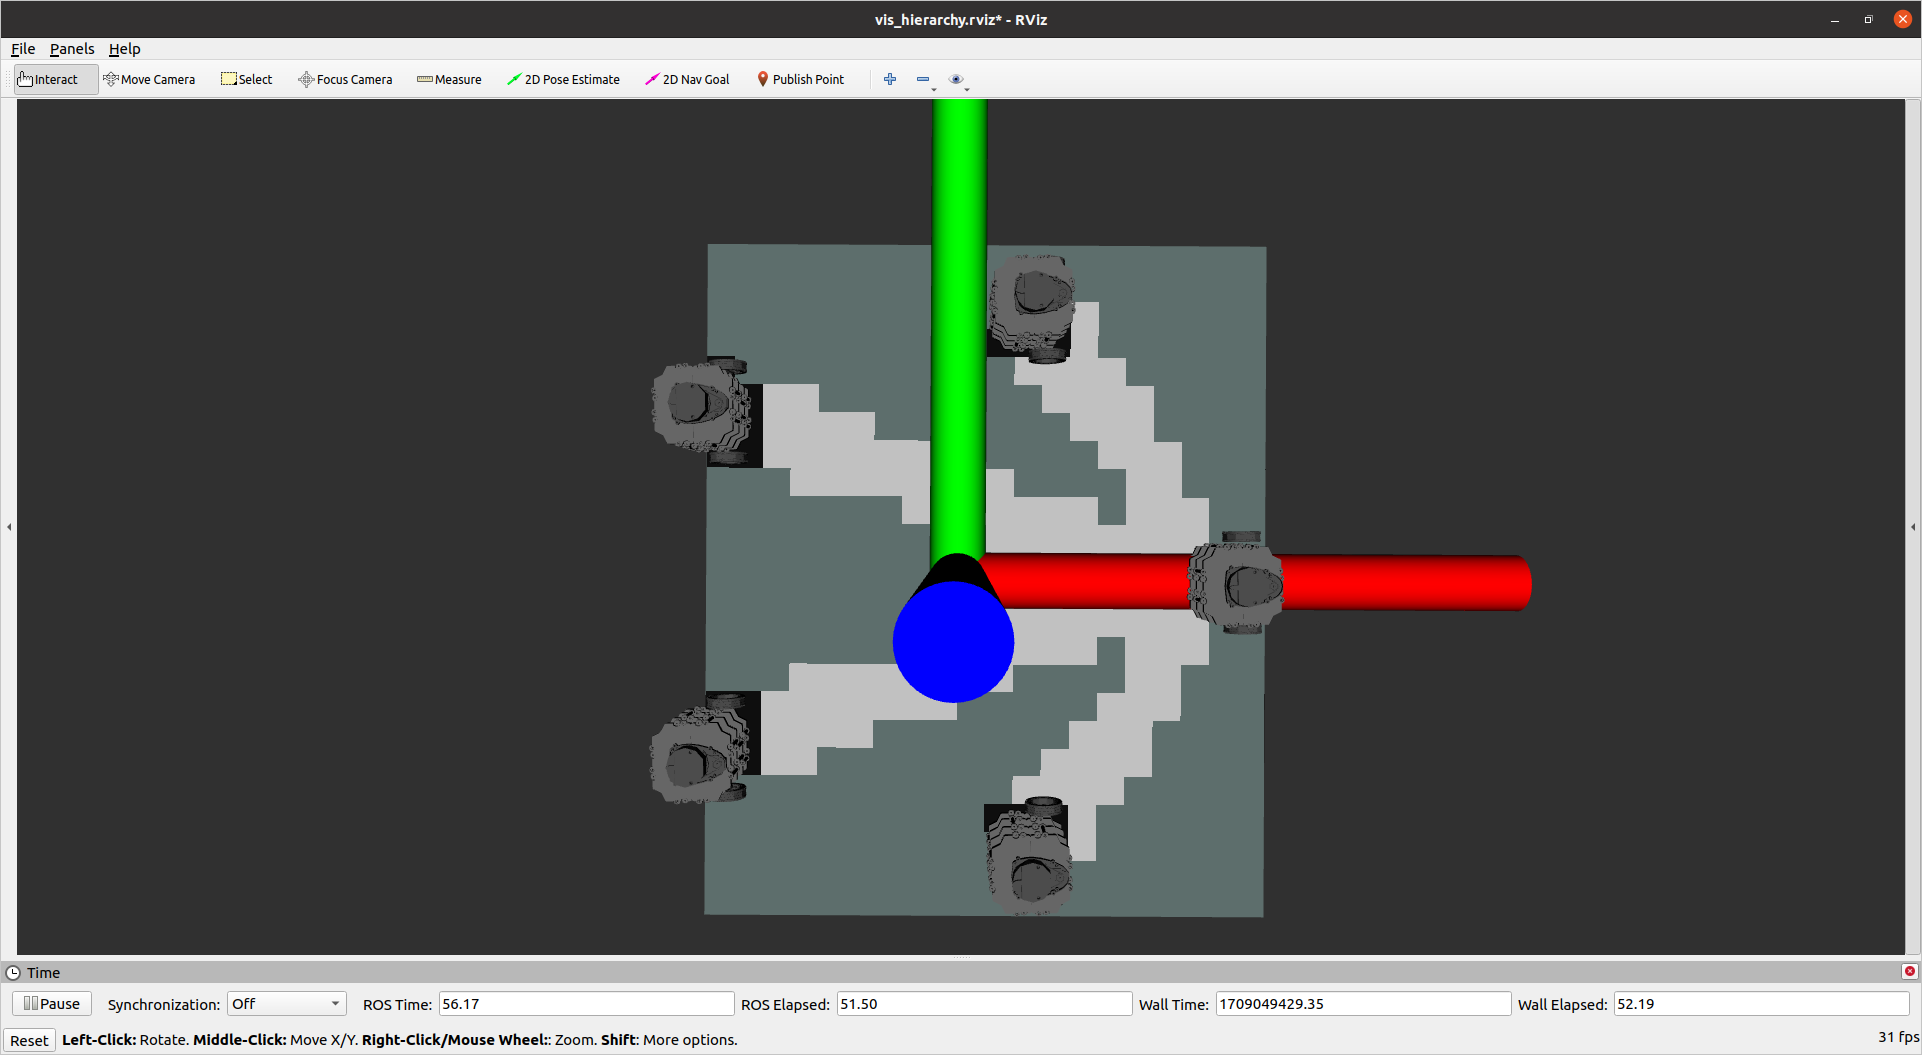 vis_hierarchy.rviz* - RViz
File Panels Help
Interact Move Camera Select Focus Camera Measure 2D Pose Estimate 2D Nav Goal Publish Point
Time
Pause Synchronization: Off ROS Time: 56.17 ROS Elapsed: 51.50 Wall Time: 1709049429.35 Wall Elapsed: 52.19
Reset Left-Click: Rotate. Middle-Click: Move X/Y. Right-Click/Mouse Wheel:: Zoom. Shift: More options. 31 fps